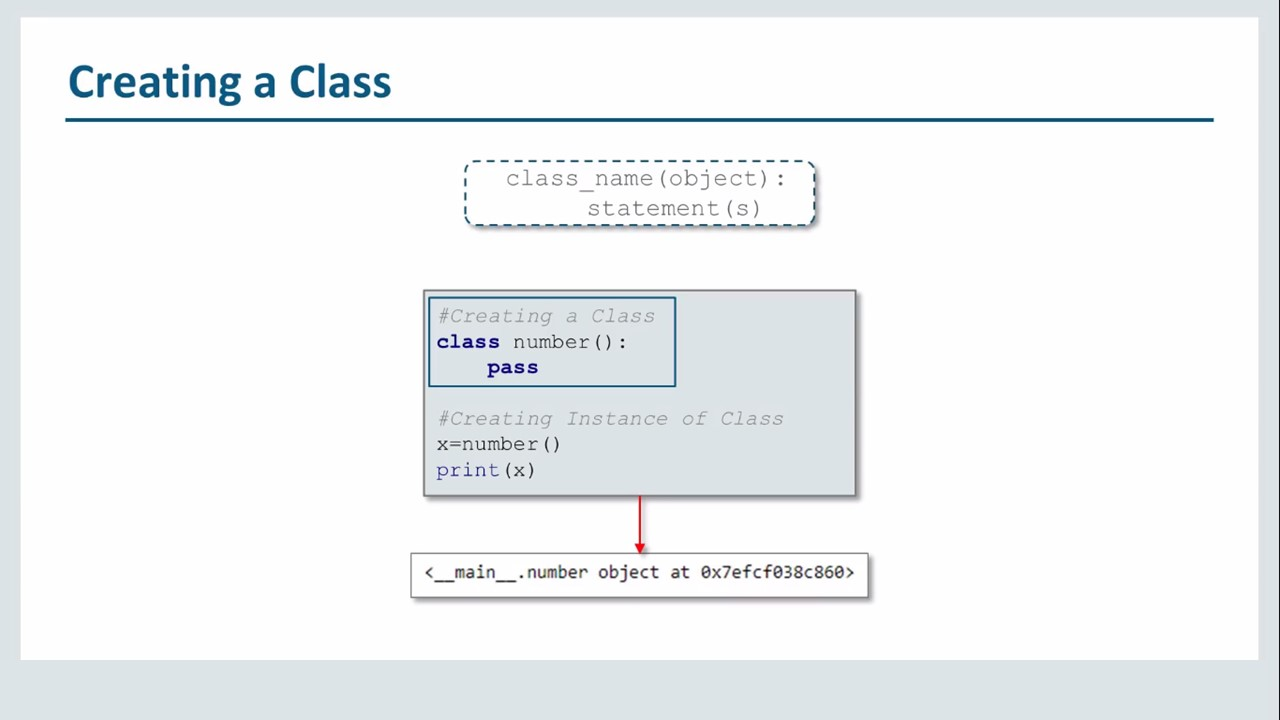 Creating a Class
class_name(object):
statement(s)
#Creating a Class
class number():
pass
#Creating Instance of Class
x=number()
print(x)
<__main__.number object at 0x7efcf038c860>